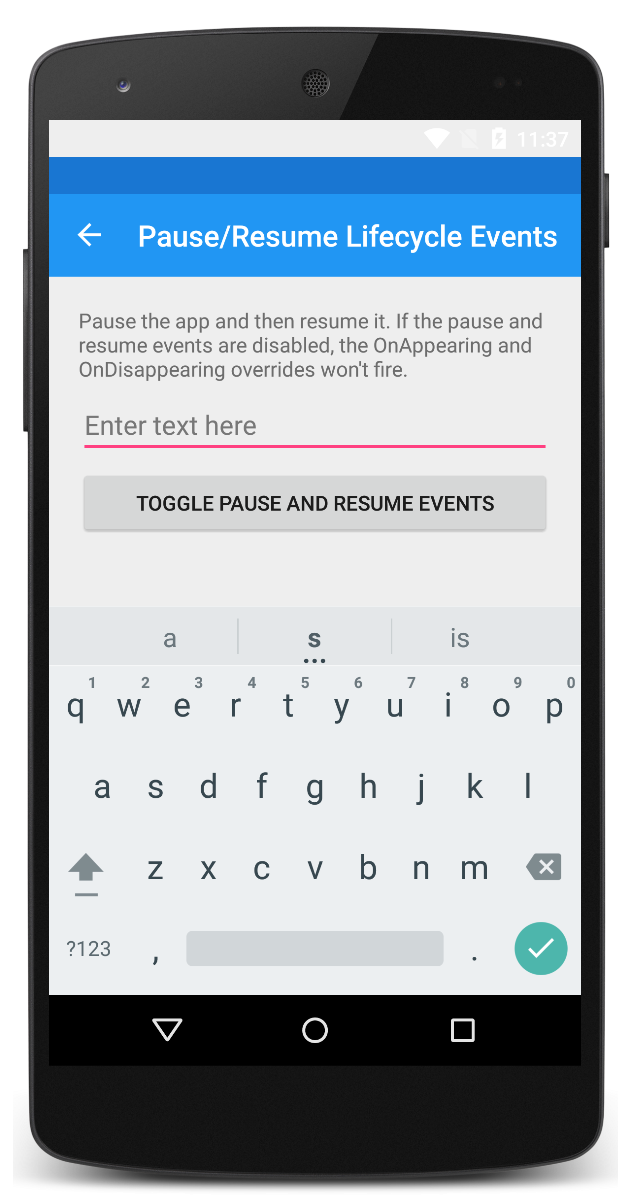 11:37
Pause/Resume Lifecycle Events
Pause the app and then resume it. If the pause and
resume events are disabled, the OnAppearing and
OnDisappearing overrides won't fire.
Enter text here
TOGGLE PAUSE AND RESUME EVENTS
a s is
1 2 3 4 5 6 7 8 9 0
q w e r t y u i o p
a s d f g h j k l
z x c v b n m
?123 , .